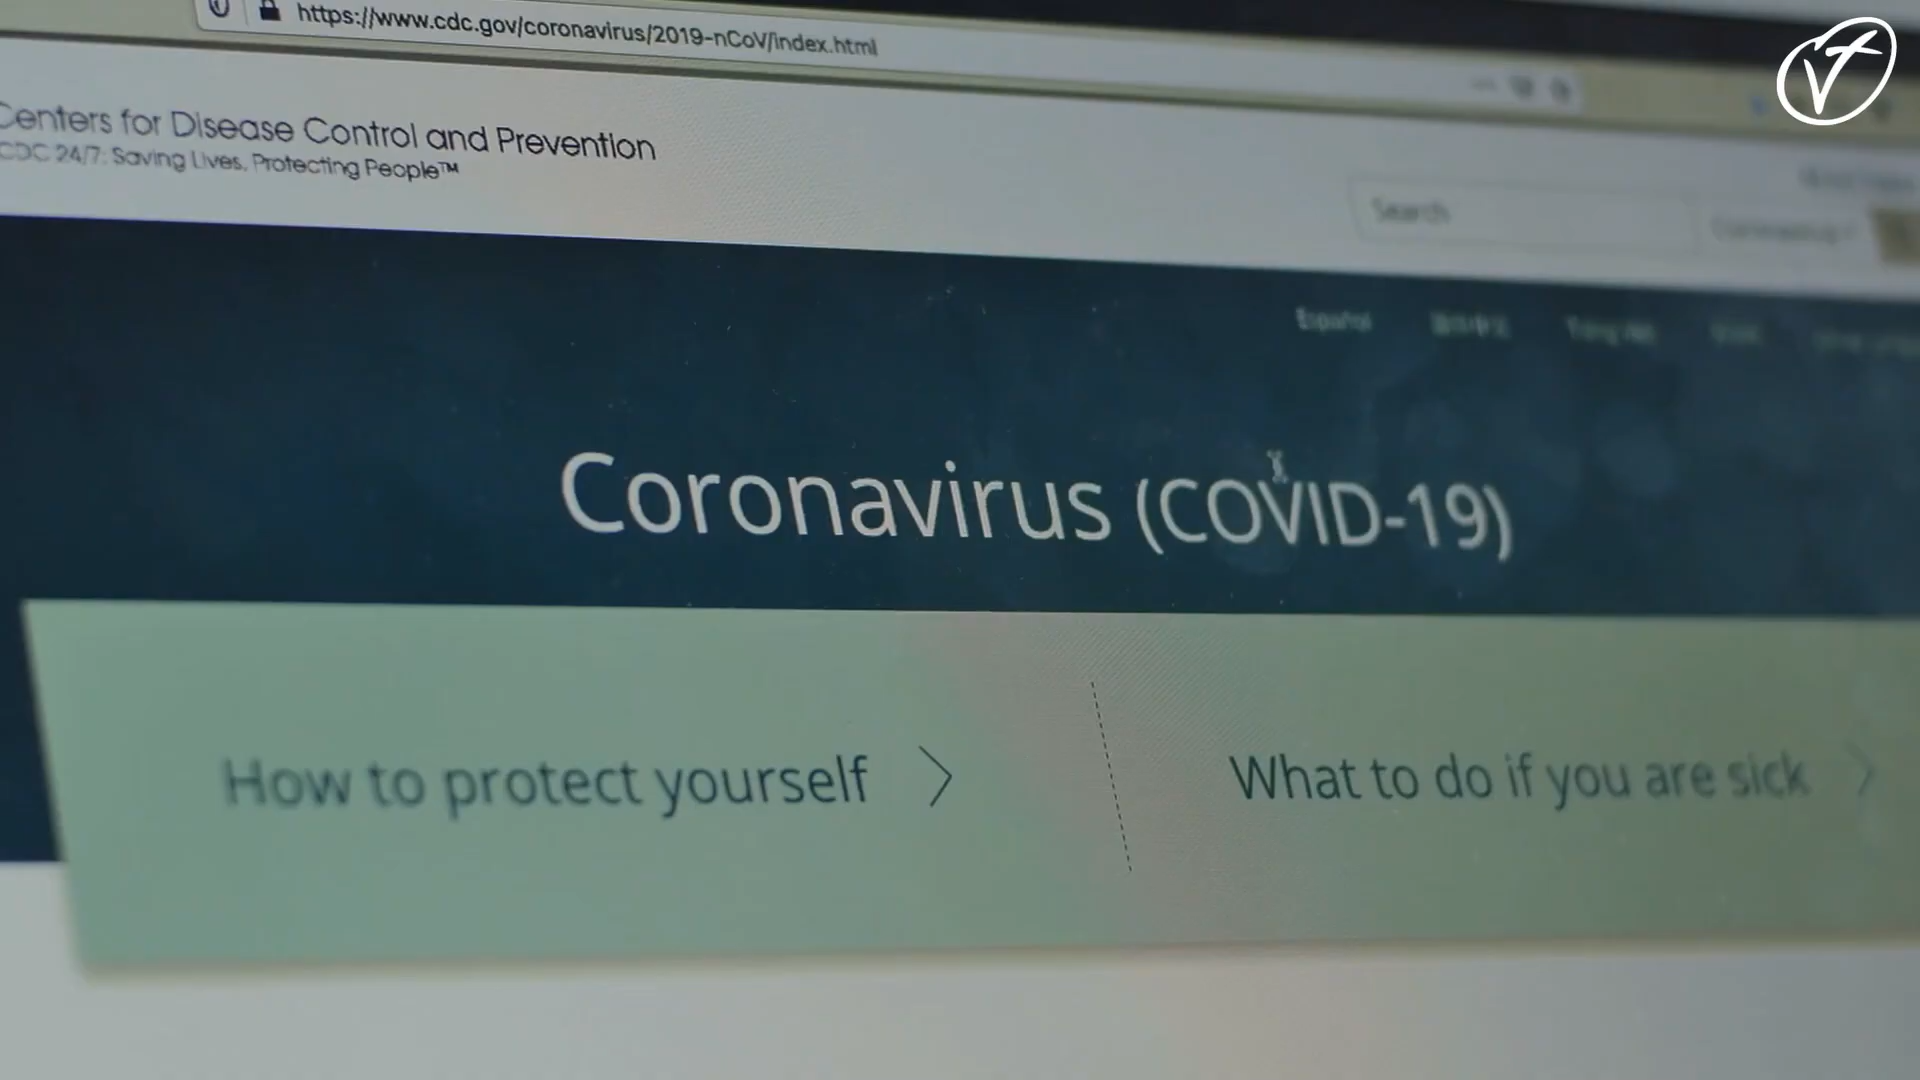 https://www.cdc.gov/coronavirus/2019-nCoV/index.html
Centers for Disease Control and Prevention
CDC 24/7: Saving Lives, Protecting People™
Search
Español
Coronavirus (COVID-19)
How to protect yourself
What to do if you are sick